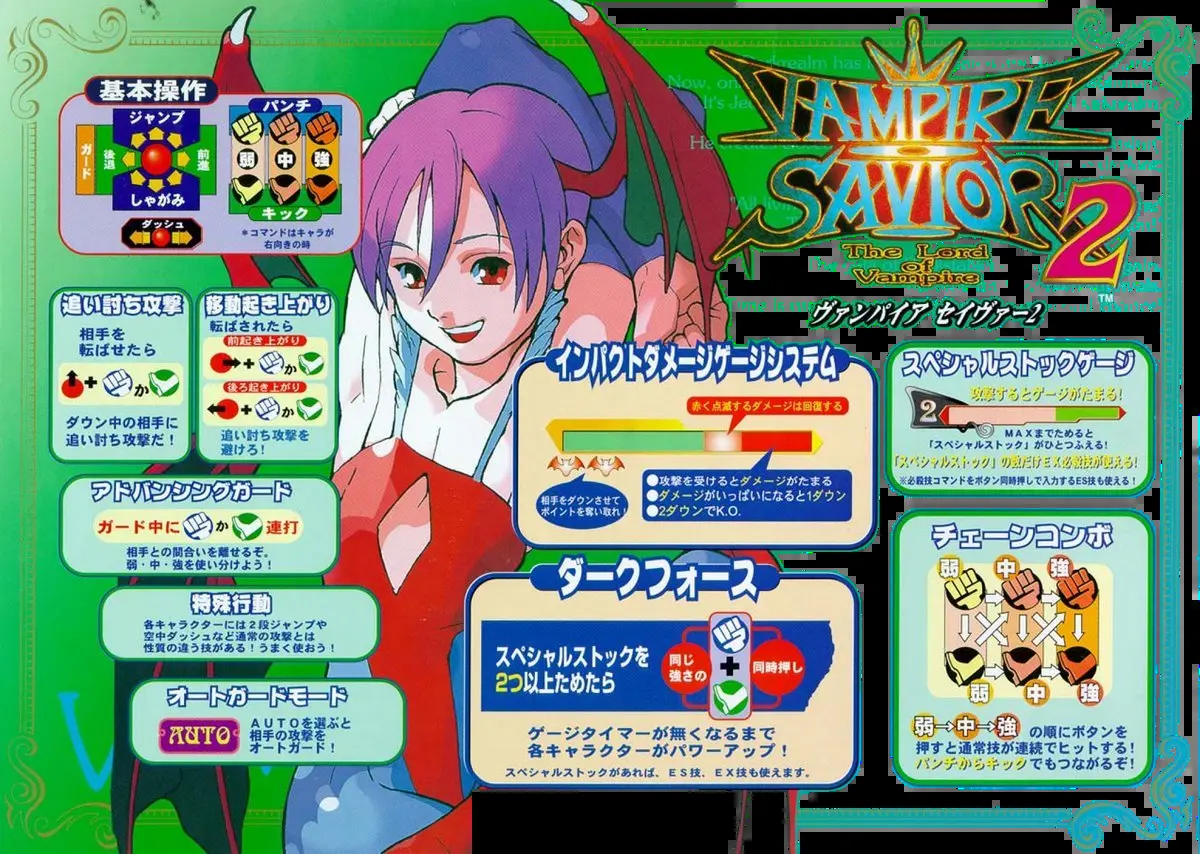 基本操作
ジャンプ
ガード
後退
前進
しゃがみ
ダッシュ
パンチ
弱 中 強
キック
*コマンドはキャラが
右向きの時
追い討ち攻撃
相手を
転ばせたら
+ か
ダウン中の相手に
追い討ち攻撃だ!
移動起き上がり
転ばされたら
前起き上がり
+ か
後ろ起き上がり
+ か
追い討ち攻撃を
避けろ!
アドバンシングガード
ガード中に か 連打
相手との間合いを離せるぞ。
弱・中・強を使い分けよう!
特殊行動
各キャラクターには2段ジャンプや
空中ダッシュなど通常の攻撃とは
性質の違う技がある!うまく使おう!
オートガードモード
AUTO
AUTOを選ぶと
相手の攻撃を
オートガード!
Now, on
It's Je
He
VAMPIRE
SAVIOR 2
The Lord
of
Vampire
TM
ヴァンパイア セイヴァー2
インパクトダメージゲージシステム
赤く点滅するダメージは回復する
相手をダウンさせて
ポイントを奪い取れ!
●攻撃を受けるとダメージがたまる
●ダメージがいっぱいになると1ダウン
●2ダウンでK.O.
ダークフォース
スペシャルストックを
2つ以上ためたら
同じ
強さの
+
同時押し
ゲージタイマーが無くなるまで
各キャラクターがパワーアップ!
スペシャルストックがあれば、ES技、EX技も使えます。
スペシャルストックゲージ
攻撃するとゲージがたまる!
2
MAXまでためると
「スペシャルストック」がひとつふえる!
「スペシャルストック」の数だけEX必殺技が使える!
※必殺技コマンドをボタン同時押しで入力するES技も使える!
チェーンコンボ
弱 中 強
弱 中 強
弱→中→強 の順にボタンを
押すと通常技が連続でヒットする!
パンチからキックでもつながるぞ!